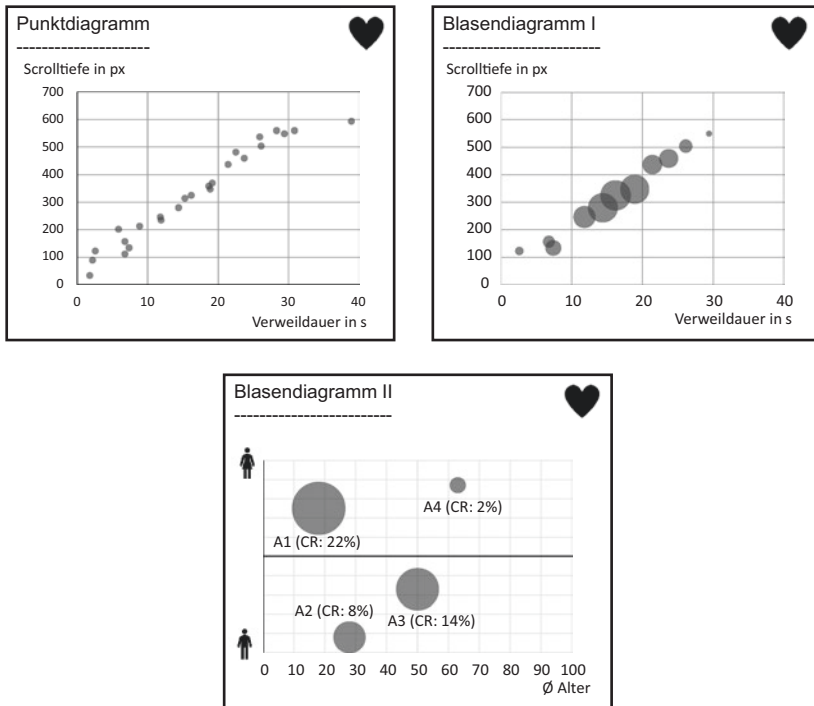 Punktdiagramm
Scrolltiefe in px
700
600
500
400
300
200
100
0
0 10 20 30 40
Verweildauer in s
Blasendiagramm I
Scrolltiefe in px
700
600
500
400
300
200
100
0
0 10 20 30 40
Verweildauer in s
Blasendiagramm II
A4 (CR: 2%)
A1 (CR: 22%)
A2 (CR: 8%)
A3 (CR: 14%)
0 10 20 30 40 50 60 70 80 90 100
Ø Alter